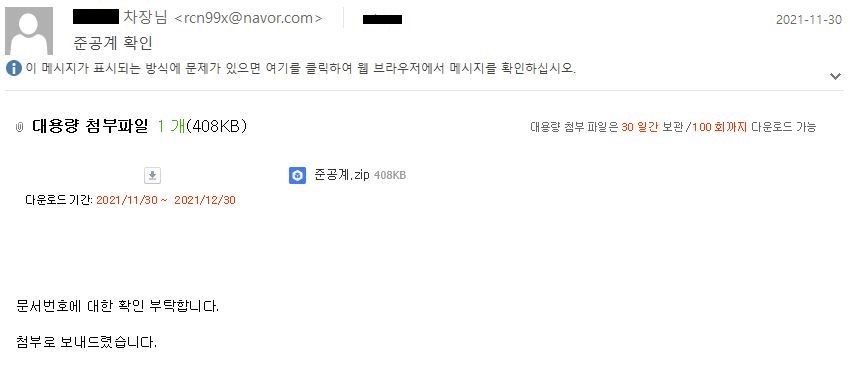 차장님 <rcn99x@navor.com>
2021-11-30
준공계 확인
이 메시지가 표시되는 방식에 문제가 있으면 여기를 클릭하여 웹 브라우저에서 메시지를 확인하십시오.
대용량 첨부파일 1 개(408KB)
대용량 첨부 파일은 30 일간 보관 /100 회까지 다운로드 가능
준공계.zip 408KB
다운로드 기간: 2021/11/30 ~ 2021/12/30
문서번호에 대한 확인 부탁합니다.
첨부로 보내드렸습니다.